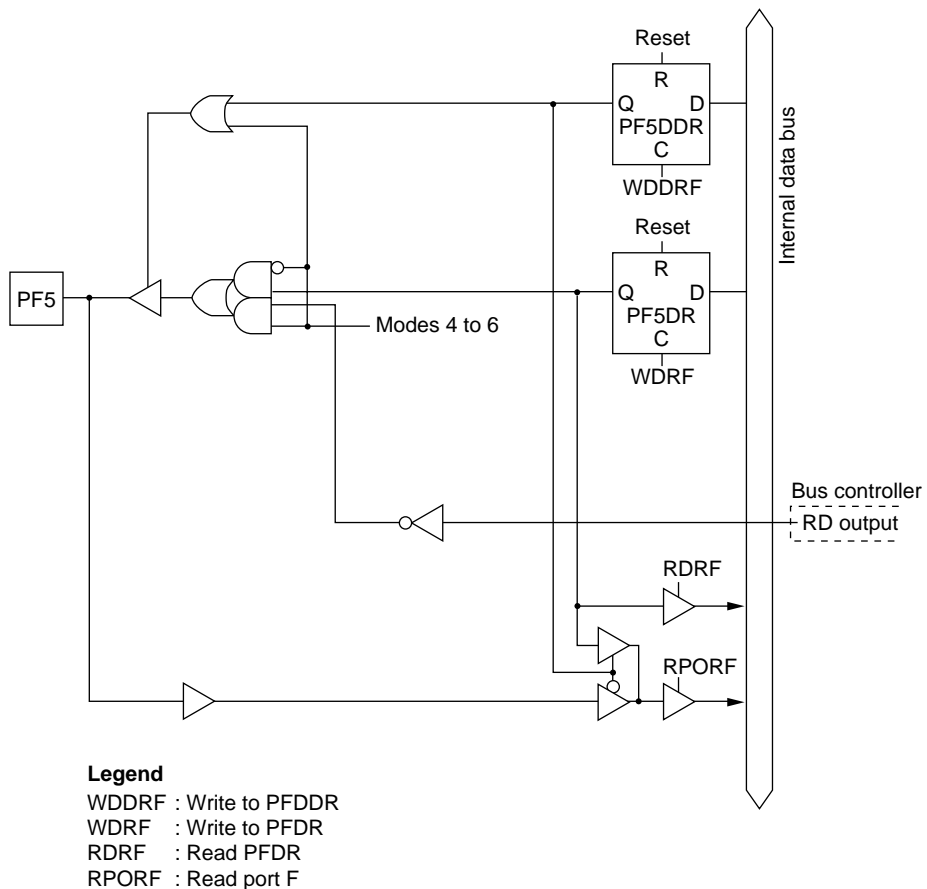 Reset
R
Q D
PF5DDR
C
WDDRF
Internal data bus
Reset
R
Q D
PF5DR
C
WDRF
PF5
Modes 4 to 6
Bus controller
RD output
RDRF
RPORF
Legend
WDDRF : Write to PFDDR
WDRF : Write to PFDR
RDRF : Read PFDR
RPORF : Read port F